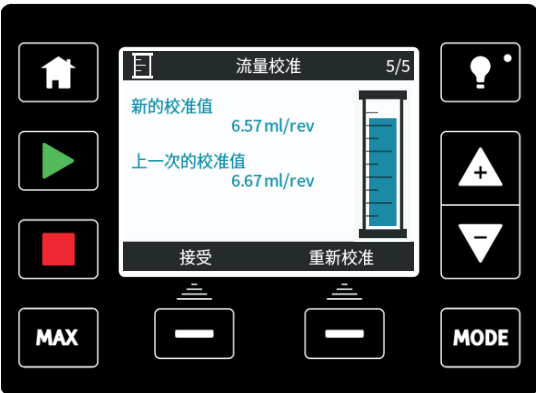 流量校准 5/5
新的校准值
6.57 ml/rev
上一次的校准值
6.67 ml/rev
接受 重新校准
+
−
MAX
MODE